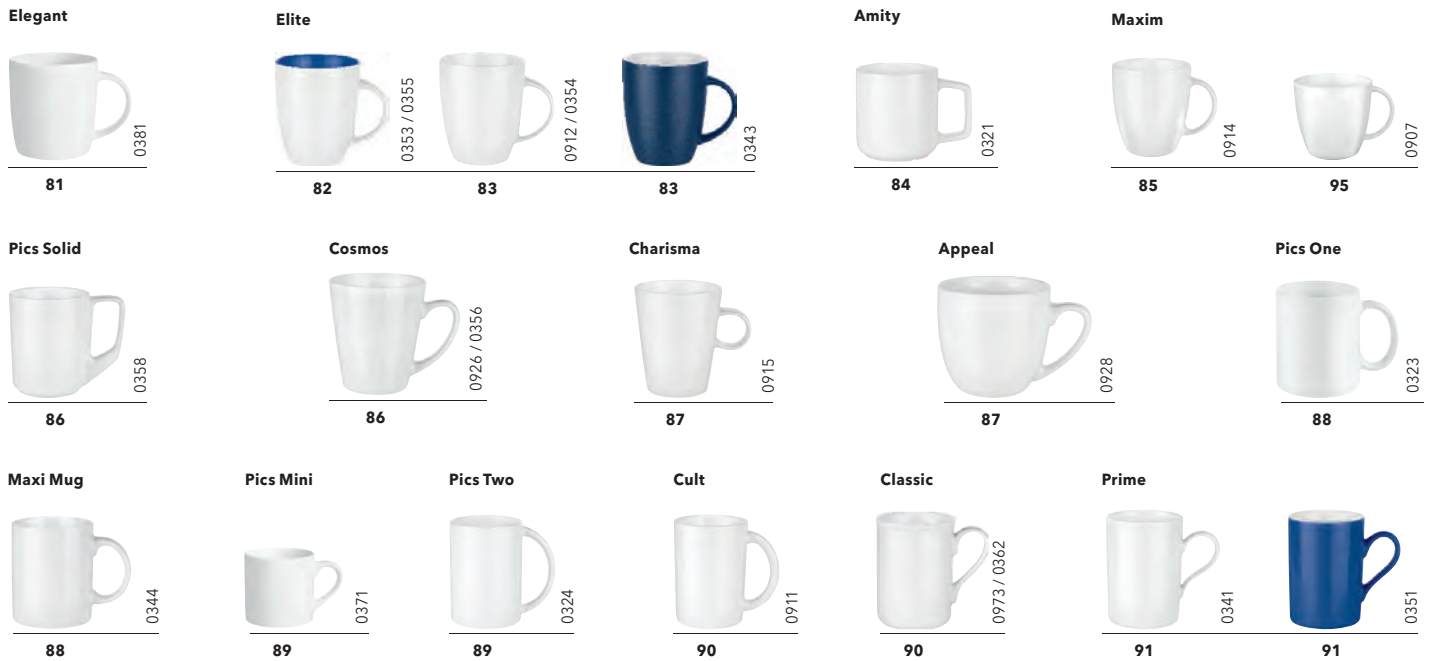 Elegant
Elite
Amity
Maxim
0381
0353 / 0355
0912 / 0354
0343
0321
0914
0907
81
82
83
83
84
85
95
Pics Solid
Cosmos
Charisma
Appeal
Pics One
0358
0926 / 0356
0915
0928
0323
86
86
87
87
88
Maxi Mug
Pics Mini
Pics Two
Cult
Classic
Prime
0344
0371
0324
0911
0973 / 0362
0341
0351
88
89
89
90
90
91
91